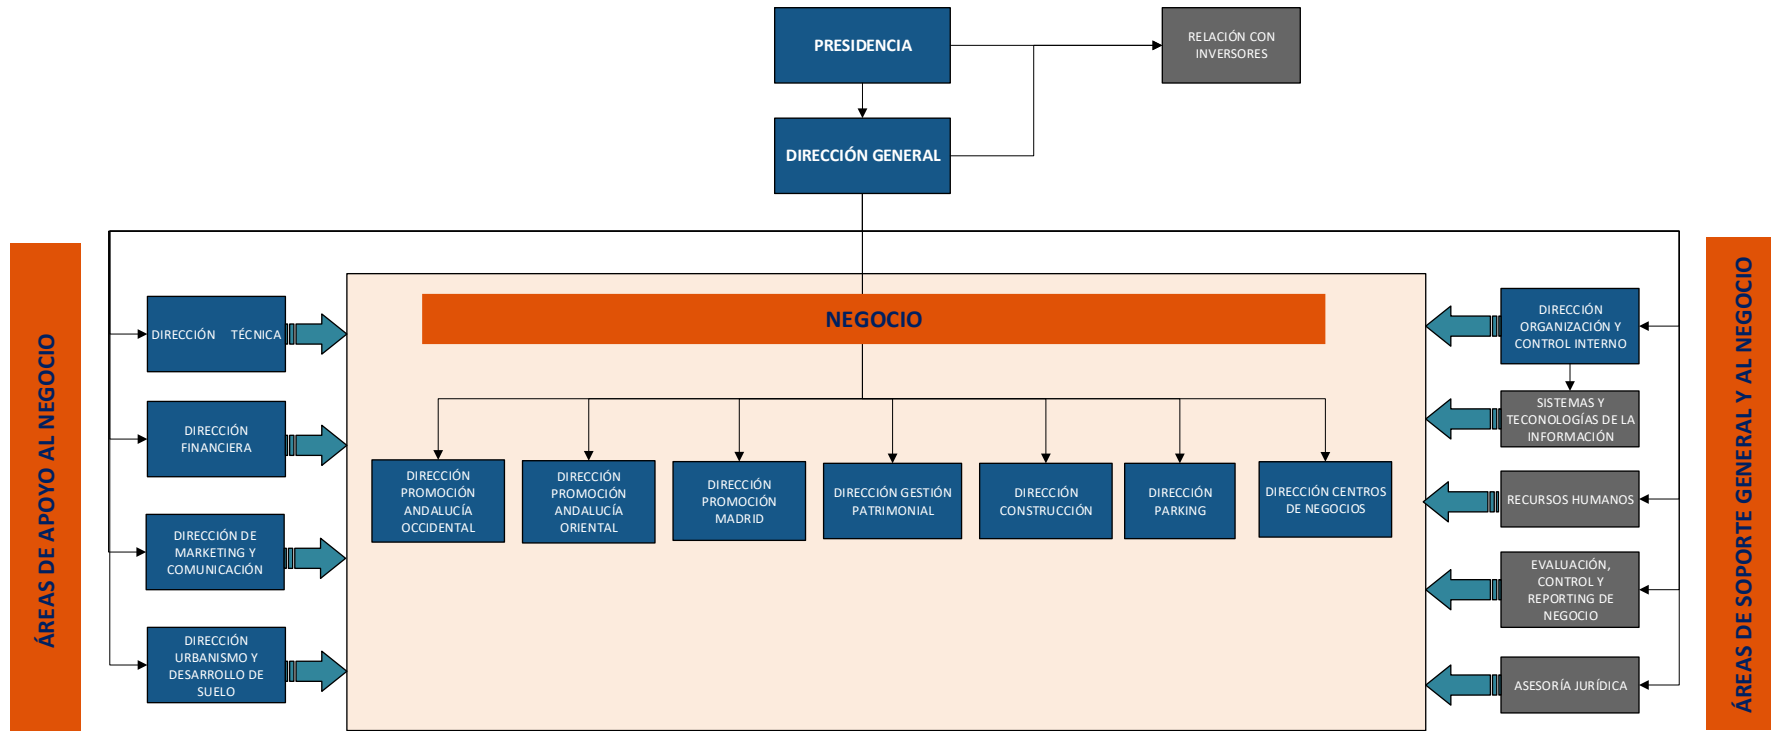 PRESIDENCIA
RELACIÓN CON
INVERSORES
DIRECCIÓN GENERAL
ÁREAS DE APOYO AL NEGOCIO
DIRECCIÓN TÉCNICA
DIRECCIÓN
FINANCIERA
DIRECCIÓN DE
MARKETING Y
COMUNICACIÓN
DIRECCIÓN
URBANISMO Y
DESARROLLO DE
SUELO
NEGOCIO
DIRECCIÓN
PROMOCIÓN
ANDALUCÍA
OCCIDENTAL
DIRECCIÓN
PROMOCIÓN
ANDALUCÍA
ORIENTAL
DIRECCIÓN
PROMOCIÓN
MADRID
DIRECCIÓN GESTIÓN
PATRIMONIAL
DIRECCIÓN
CONSTRUCCIÓN
DIRECCIÓN
PARKING
DIRECCIÓN CENTROS
DE NEGOCIOS
DIRECCIÓN
ORGANIZACIÓN Y
CONTROL INTERNO
SISTEMAS Y
TECONOLOGÍAS DE LA
INFORMACIÓN
RECURSOS HUMANOS
EVALUACIÓN,
CONTROL Y
REPORTING DE
NEGOCIO
ASESORÍA JURÍDICA
ÁREAS DE SOPORTE GENERAL Y AL NEGOCIO